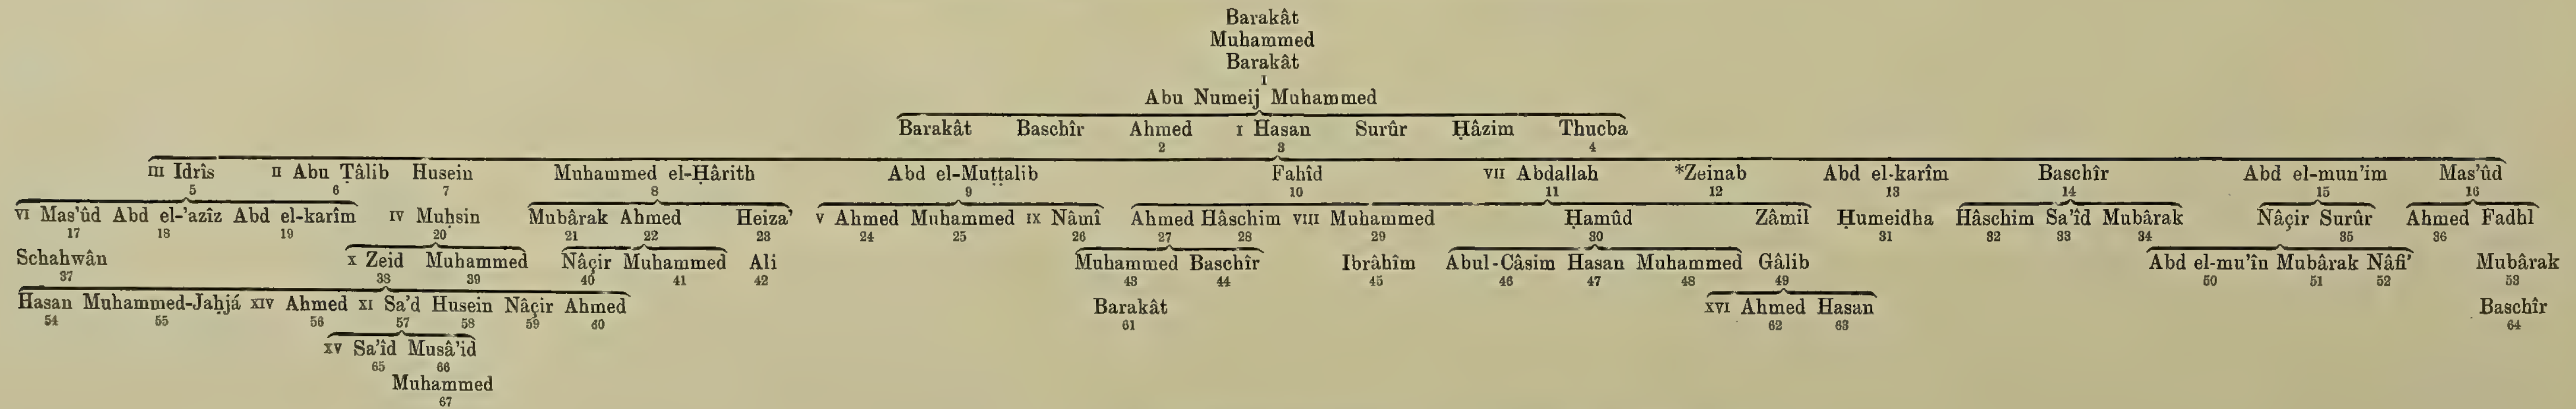 Barakât
Muhammed
Barakât
1
Abu Numeij Muhammed
Barakât Baschîr Ahmed I Hasan Surûr Ḥâzim Thucba
2 3 4
III Idrîs II Abu Ṭâlib Husein Muhammed el-Ḥârith Abd el-Muṭṭalib Fahîd VII Abdallah *Zeinab Abd el-karîm Baschîr Abd el-mun’im Mas’ûd
5 6 7 8 9 10 11 12 13 14 15 16
VI Mas’ûd Abd el-’azîz Abd el-karîm IV Muḥsin Mubârak Ahmed Heiza’ V Ahmed Muhammed IX Nâmî Ahmed Hâschim VIII Muhammed Ḥamûd Zâmil Ḥumeidha Hâschim Sa’îd Mubârak Nâçir Surûr Ahmed Fadhl
17 18 19 20 21 22 23 24 25 26 27 28 29 30 31 32 33 34 35 36
Schahwân X Zeid Muhammed Nâçir Muhammed Ali Muhammed Baschîr Ibrâhîm Abul-Câsim Hasan Muhammed Gâlib Abd el-mu’în Mubârak Nâfi’ Mubârak
37 38 39 40 41 42 43 44 45 46 47 48 49 50 51 52 53
Hasan Muhammed-Jaḥjá XIV Ahmed XI Sa’d Husein Nâçir Ahmed Barakât XVI Ahmed Hasan Baschîr
54 55 56 57 58 59 60 61 62 63 64
XV Sa’îd Musâ’id
65 66
Muhammed
67